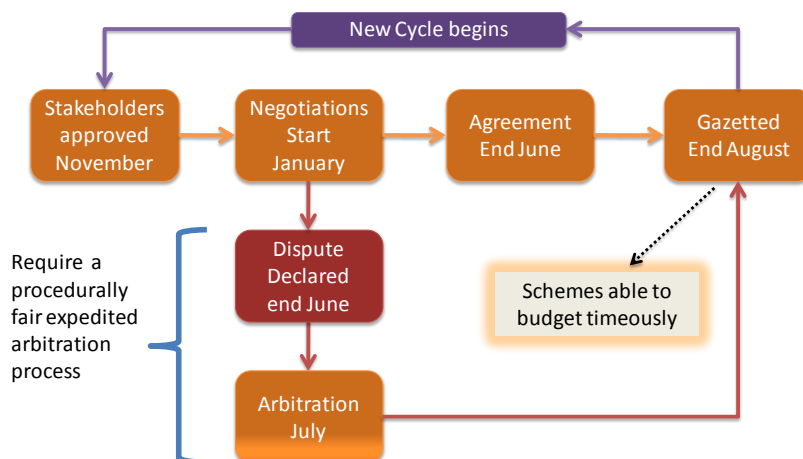 New Cycle begins
Stakeholders
approved
November
Negotiations
Start
January
Agreement
End June
Gazetted
End August
Require a
procedurally
fair expedited
arbitration
process
Dispute
Declared
end June
Schemes able to
budget timeously
Arbitration
July